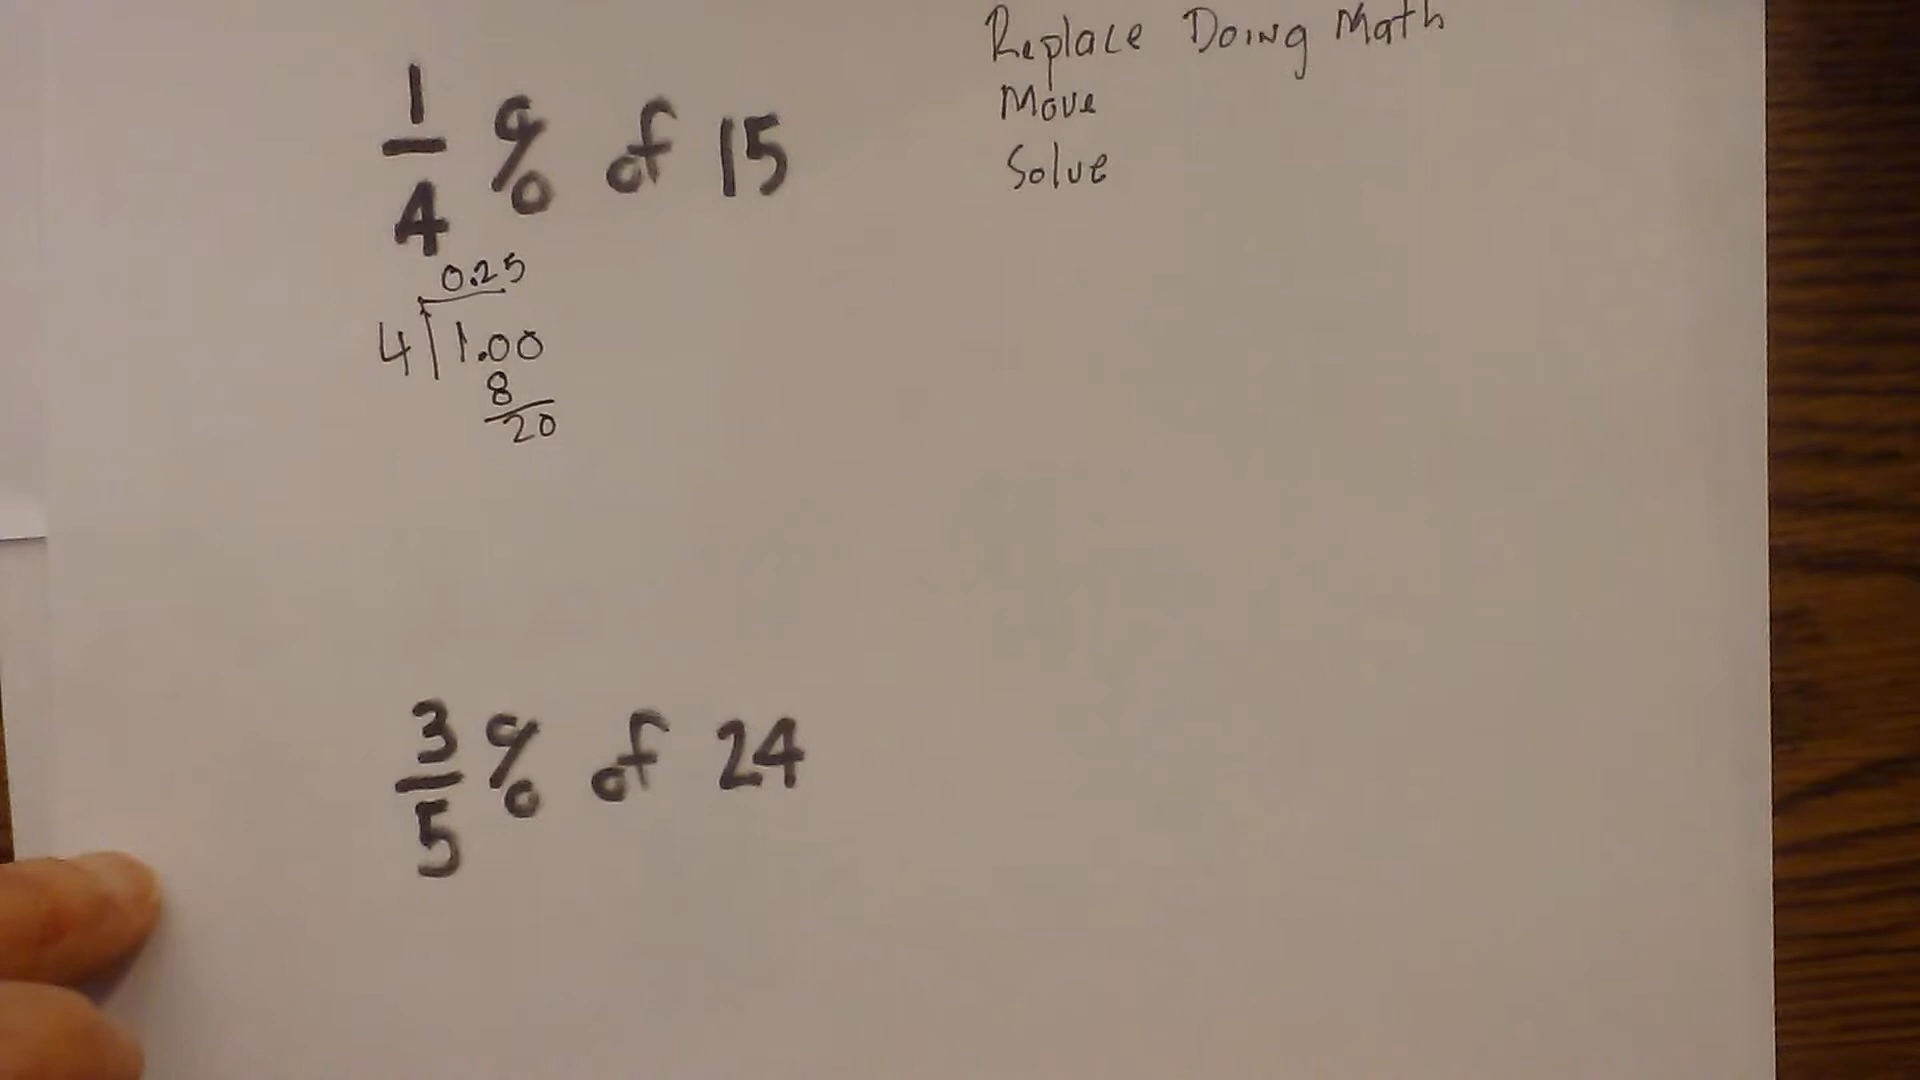 Replace Doing Math
Move
Solve
1/4 % of 15
0.25
4 1.00
8
20
3/5 % of 24